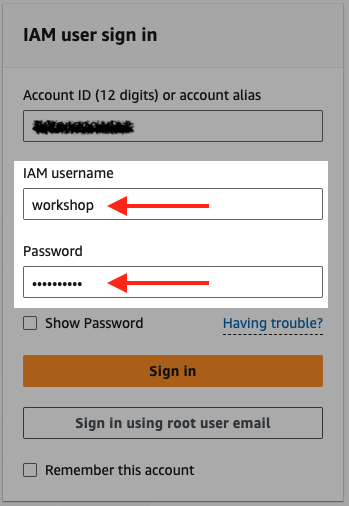 IAM user sign in
Account ID (12 digits) or account alias
IAM username
workshop
Password
••••••••••
Show Password
Having trouble?
Sign in
Sign in using root user email
Remember this account